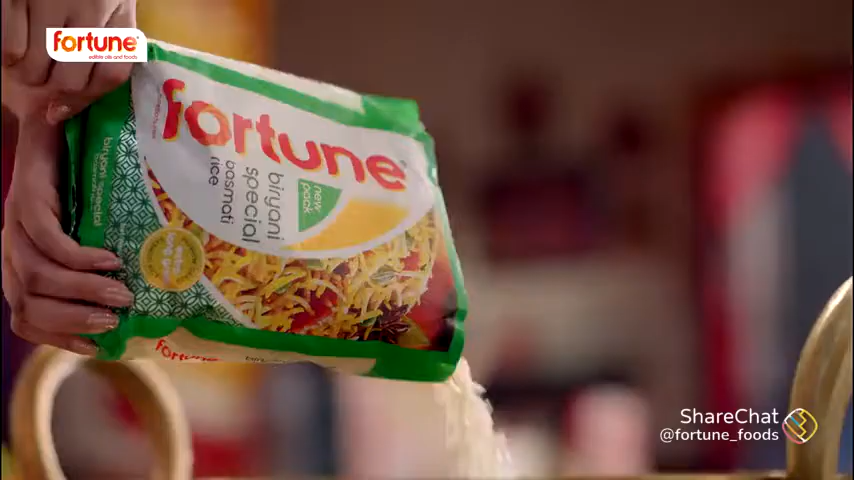 fortune
edible oils and foods
fortune
biryani
special
basmati
rice
new
pack
biryani special
fortune
ShareChat
@fortune_foods